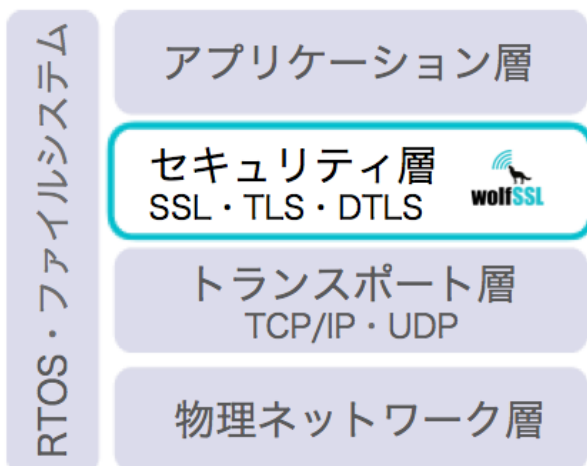 RTOS・ファイルシステム
アプリケーション層
セキュリティ層
SSL・TLS・DTLS
wolfSSL
トランスポート層
TCP/IP・UDP
物理ネットワーク層